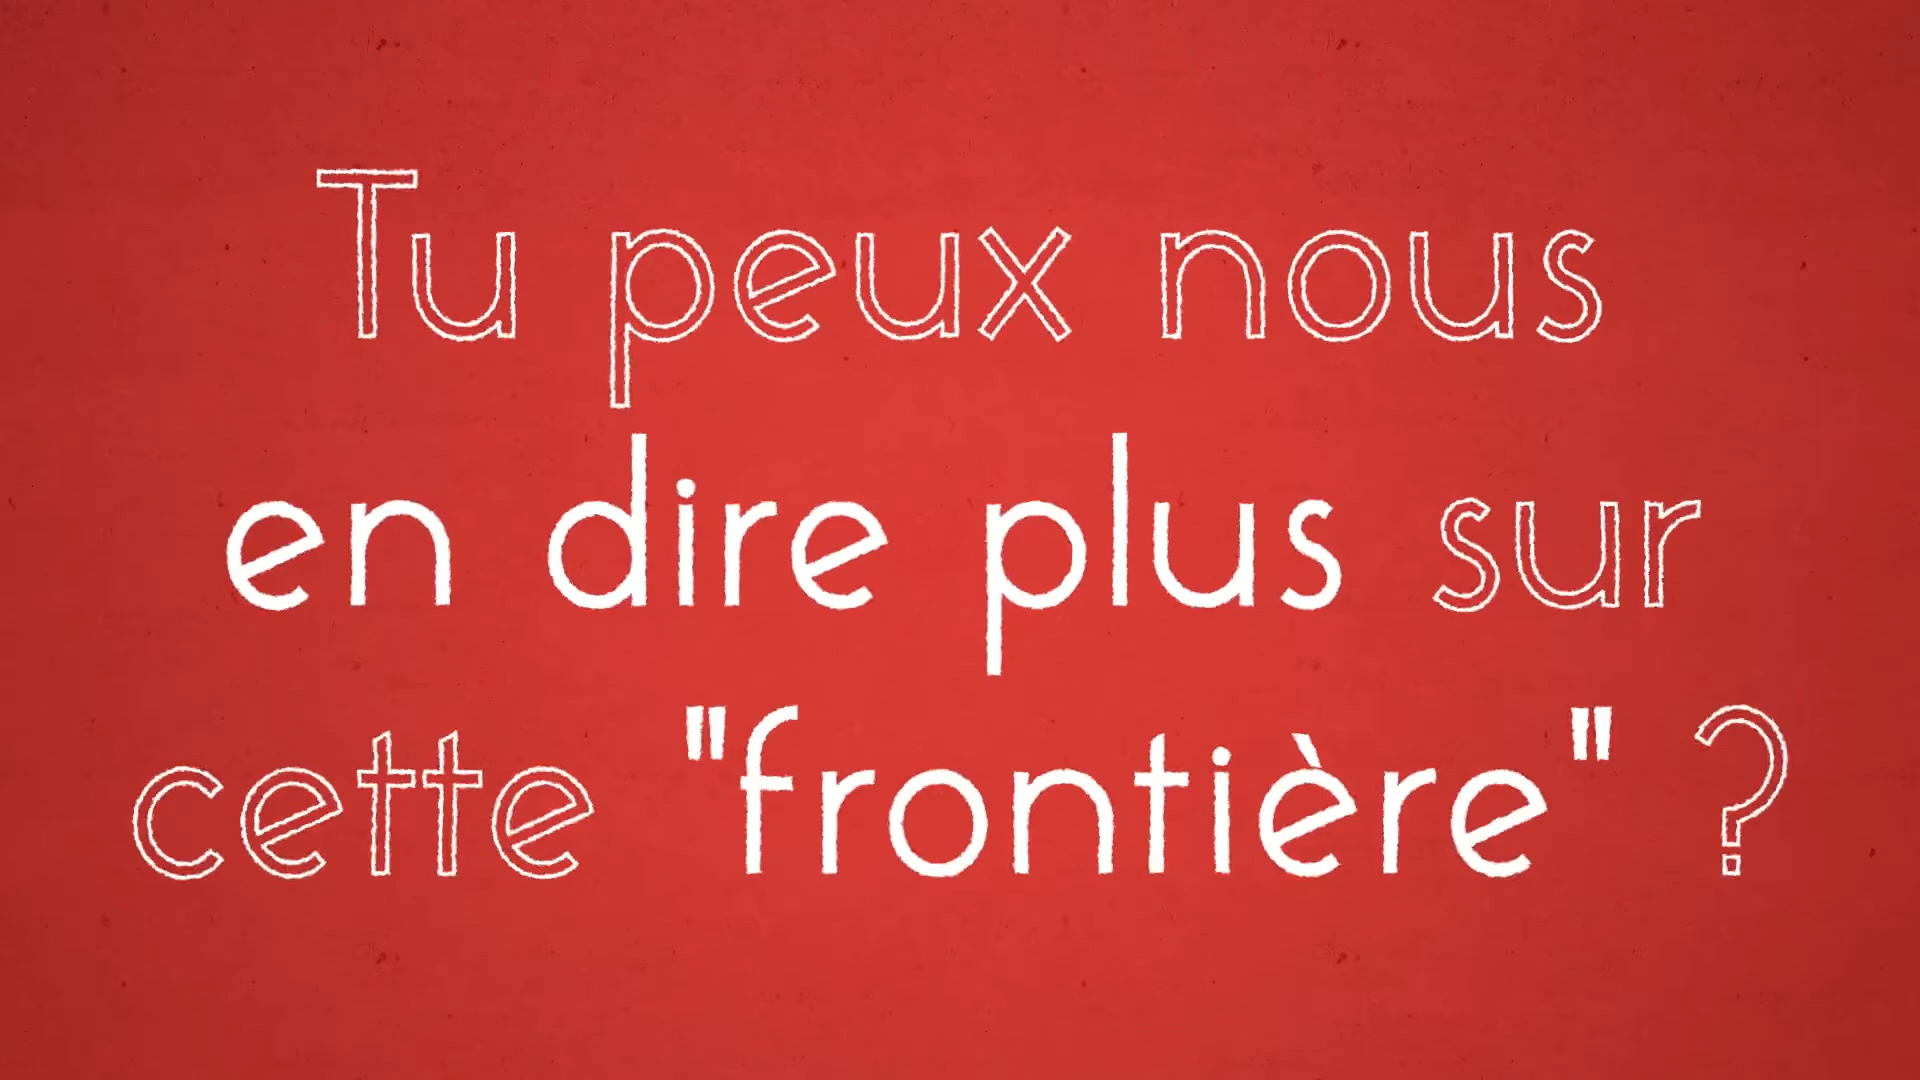 Tu peux nous
en dire plus sur
cette "frontière" ?